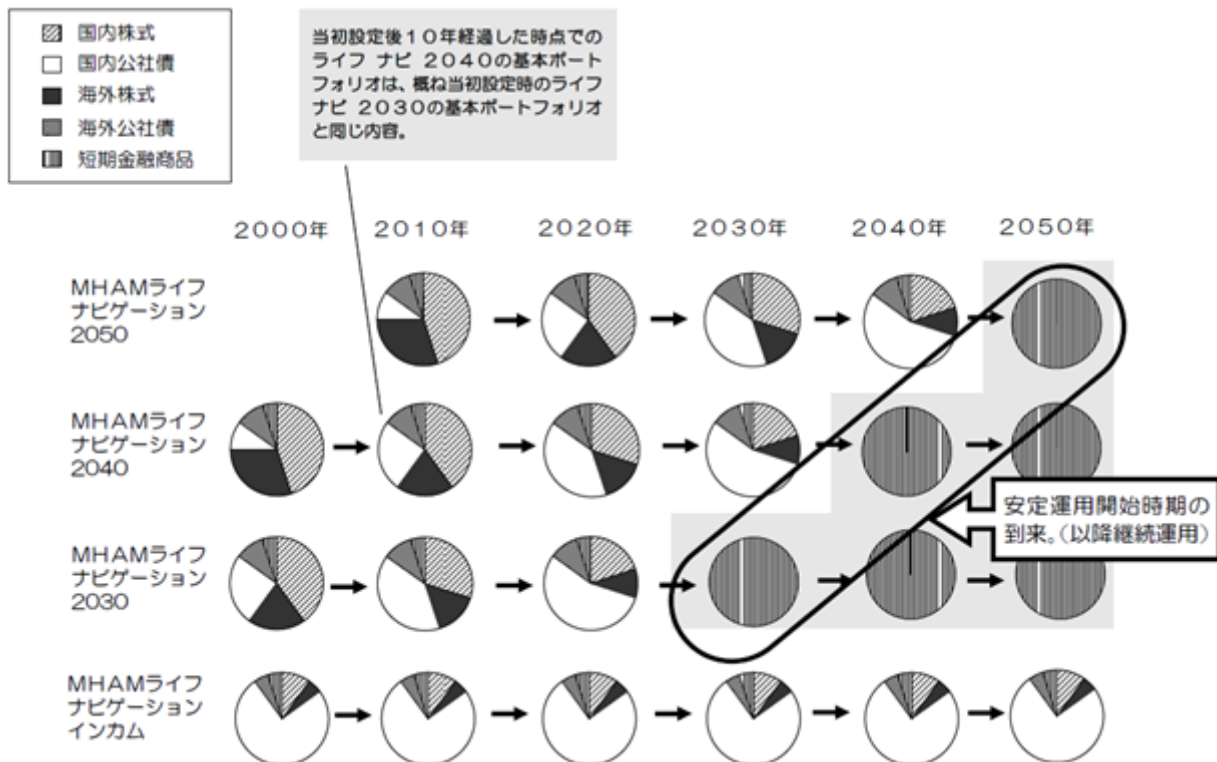 国内株式
国内公社債
海外株式
海外公社債
短期金融商品
当初設定後10年経過した時点での
ライフ ナビ 2040の基本ポート
フォリオは、概ね当初設定時のライフ
ナビ 2030の基本ポートフォリオ
と同じ内容。
2000年 2010年 2020年 2030年 2040年 2050年
MHAMライフ
ナビゲーション
2050
MHAMライフ
ナビゲーション
2040
安定運用開始時期の
到来。(以降継続運用)
MHAMライフ
ナビゲーション
2030
MHAMライフ
ナビゲーション
インカム